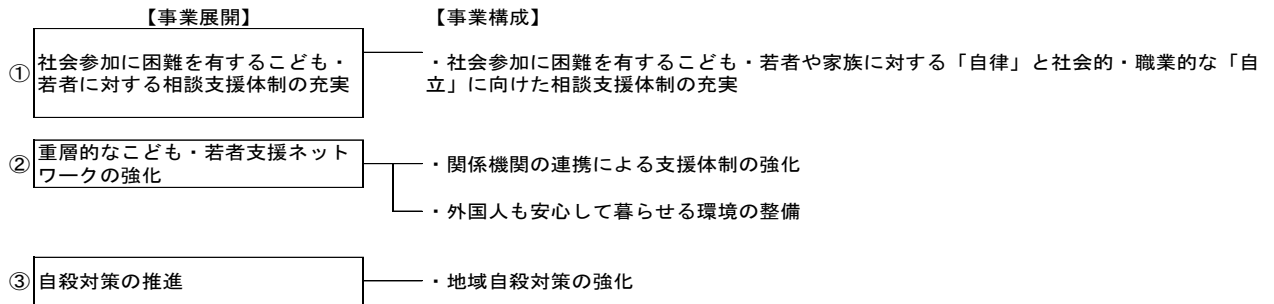 【事業展開】 【事業構成】
① 社会参加に困難を有するこども・
若者に対する相談支援体制の充実
・社会参加に困難を有するこども・若者や家族に対する「自律」と社会的・職業的な「自
立」に向けた相談支援体制の充実
② 重層的なこども・若者支援ネット
ワークの強化
・関係機関の連携による支援体制の強化
・外国人も安心して暮らせる環境の整備
③ 自殺対策の推進
・地域自殺対策の強化